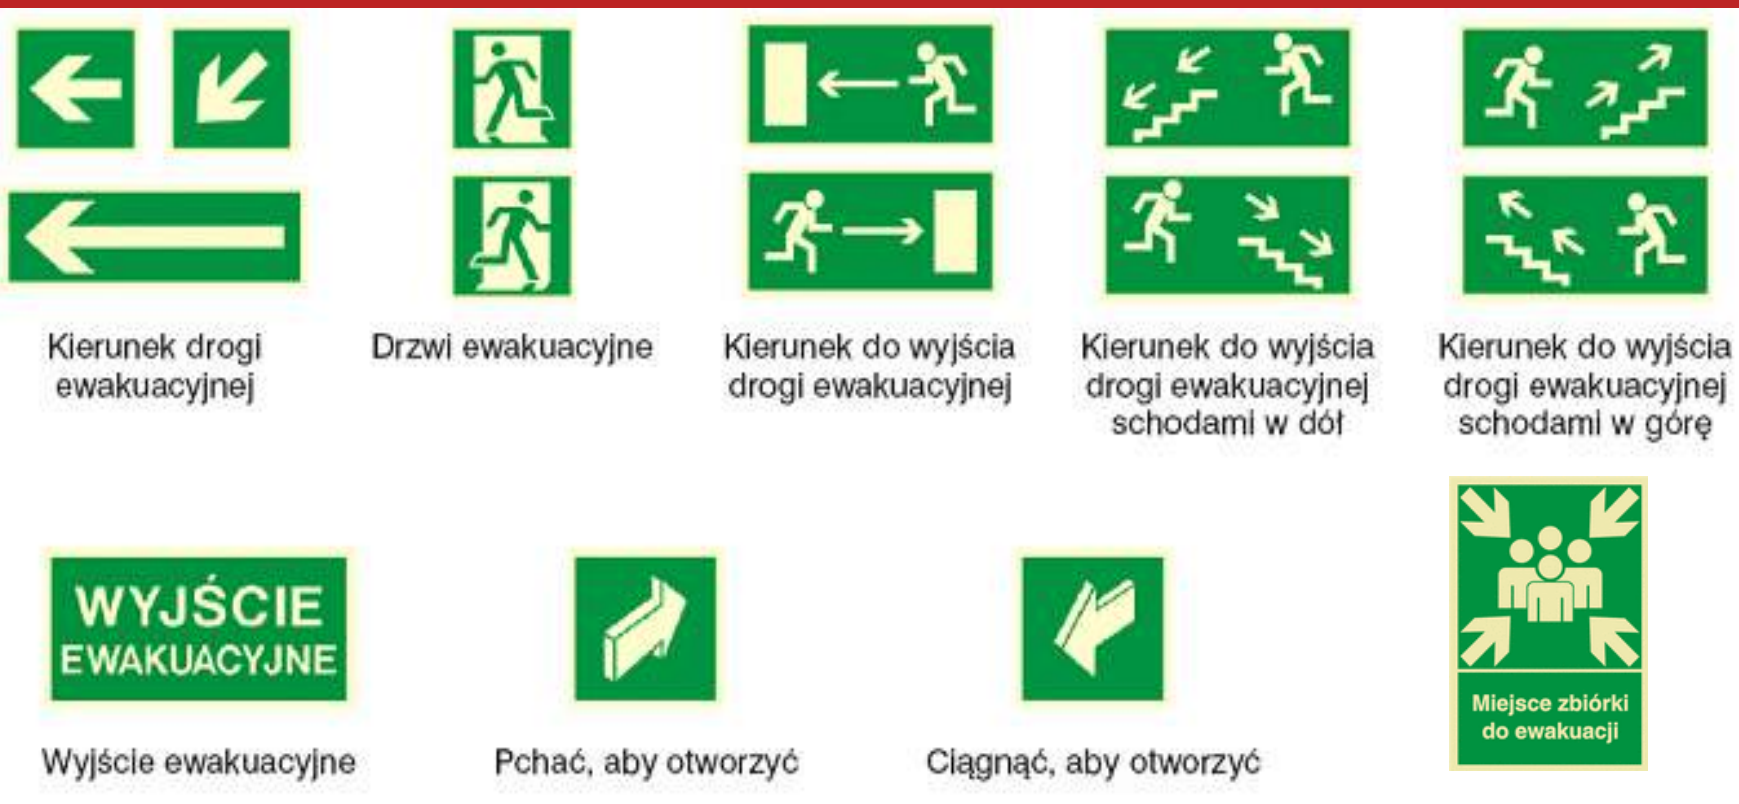 Kierunek drogi
ewakuacyjnej
Drzwi ewakuacyjne
Kierunek do wyjścia
drogi ewakuacyjnej
Kierunek do wyjścia
drogi ewakuacyjnej
schodami w dół
Kierunek do wyjścia
drogi ewakuacyjnej
schodami w górę
WYJŚCIE
EWAKUACYJNE
Wyjście ewakuacyjne
Pchać, aby otworzyć
Ciągnąć, aby otworzyć
Miejsce zbiórki
do ewakuacji